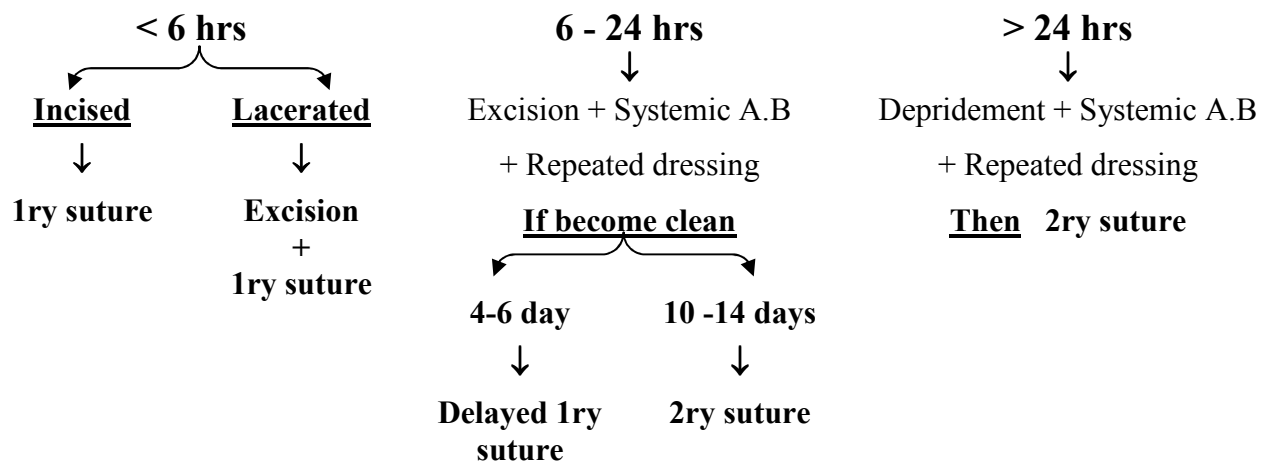 < 6 hrs
Incised
1ry suture
Lacerated
Excision
+
1ry suture
6 - 24 hrs
Excision + Systemic A.B
+ Repeated dressing
If become clean
4-6 day
Delayed 1ry
suture
10 -14 days
2ry suture
> 24 hrs
Depridement + Systemic A.B
+ Repeated dressing
Then 2ry suture